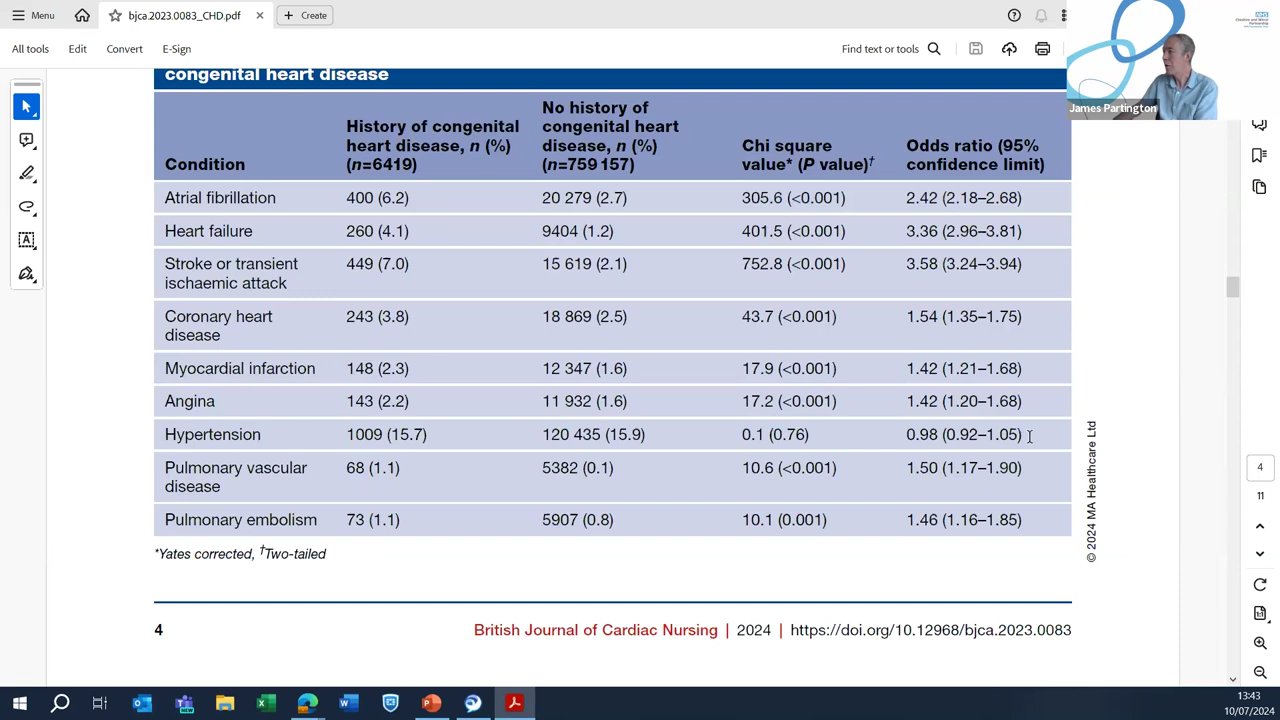 Menu
bjca.2023.0083_CHD.pdf
Create
All tools Edit Convert E-Sign
Find text or tools
James Partington
NHS
congenital heart disease
Condition History of congenital heart disease, n (%) (n=6419) No history of congenital heart disease, n (%) (n=759 157) Chi square value* (P value)† Odds ratio (95% confidence limit)
Atrial fibrillation 400 (6.2) 20 279 (2.7) 305.6 (<0.001) 2.42 (2.18–2.68)
Heart failure 260 (4.1) 9404 (1.2) 401.5 (<0.001) 3.36 (2.96–3.81)
Stroke or transient ischaemic attack 449 (7.0) 15 619 (2.1) 752.8 (<0.001) 3.58 (3.24–3.94)
Coronary heart disease 243 (3.8) 18 869 (2.5) 43.7 (<0.001) 1.54 (1.35–1.75)
Myocardial infarction 148 (2.3) 12 347 (1.6) 17.9 (<0.001) 1.42 (1.21–1.68)
Angina 143 (2.2) 11 932 (1.6) 17.2 (<0.001) 1.42 (1.20–1.68)
Hypertension 1009 (15.7) 120 435 (15.9) 0.1 (0.76) 0.98 (0.92–1.05)
Pulmonary vascular disease 68 (1.1) 5382 (0.1) 10.6 (<0.001) 1.50 (1.17–1.90)
Pulmonary embolism 73 (1.1) 5907 (0.8) 10.1 (0.001) 1.46 (1.16–1.85)
*Yates corrected, †Two-tailed
© 2024 MA Healthcare Ltd
4
11
4 British Journal of Cardiac Nursing | 2024 | https://doi.org/10.12968/bjca.2023.0083
13:43
10/07/2024